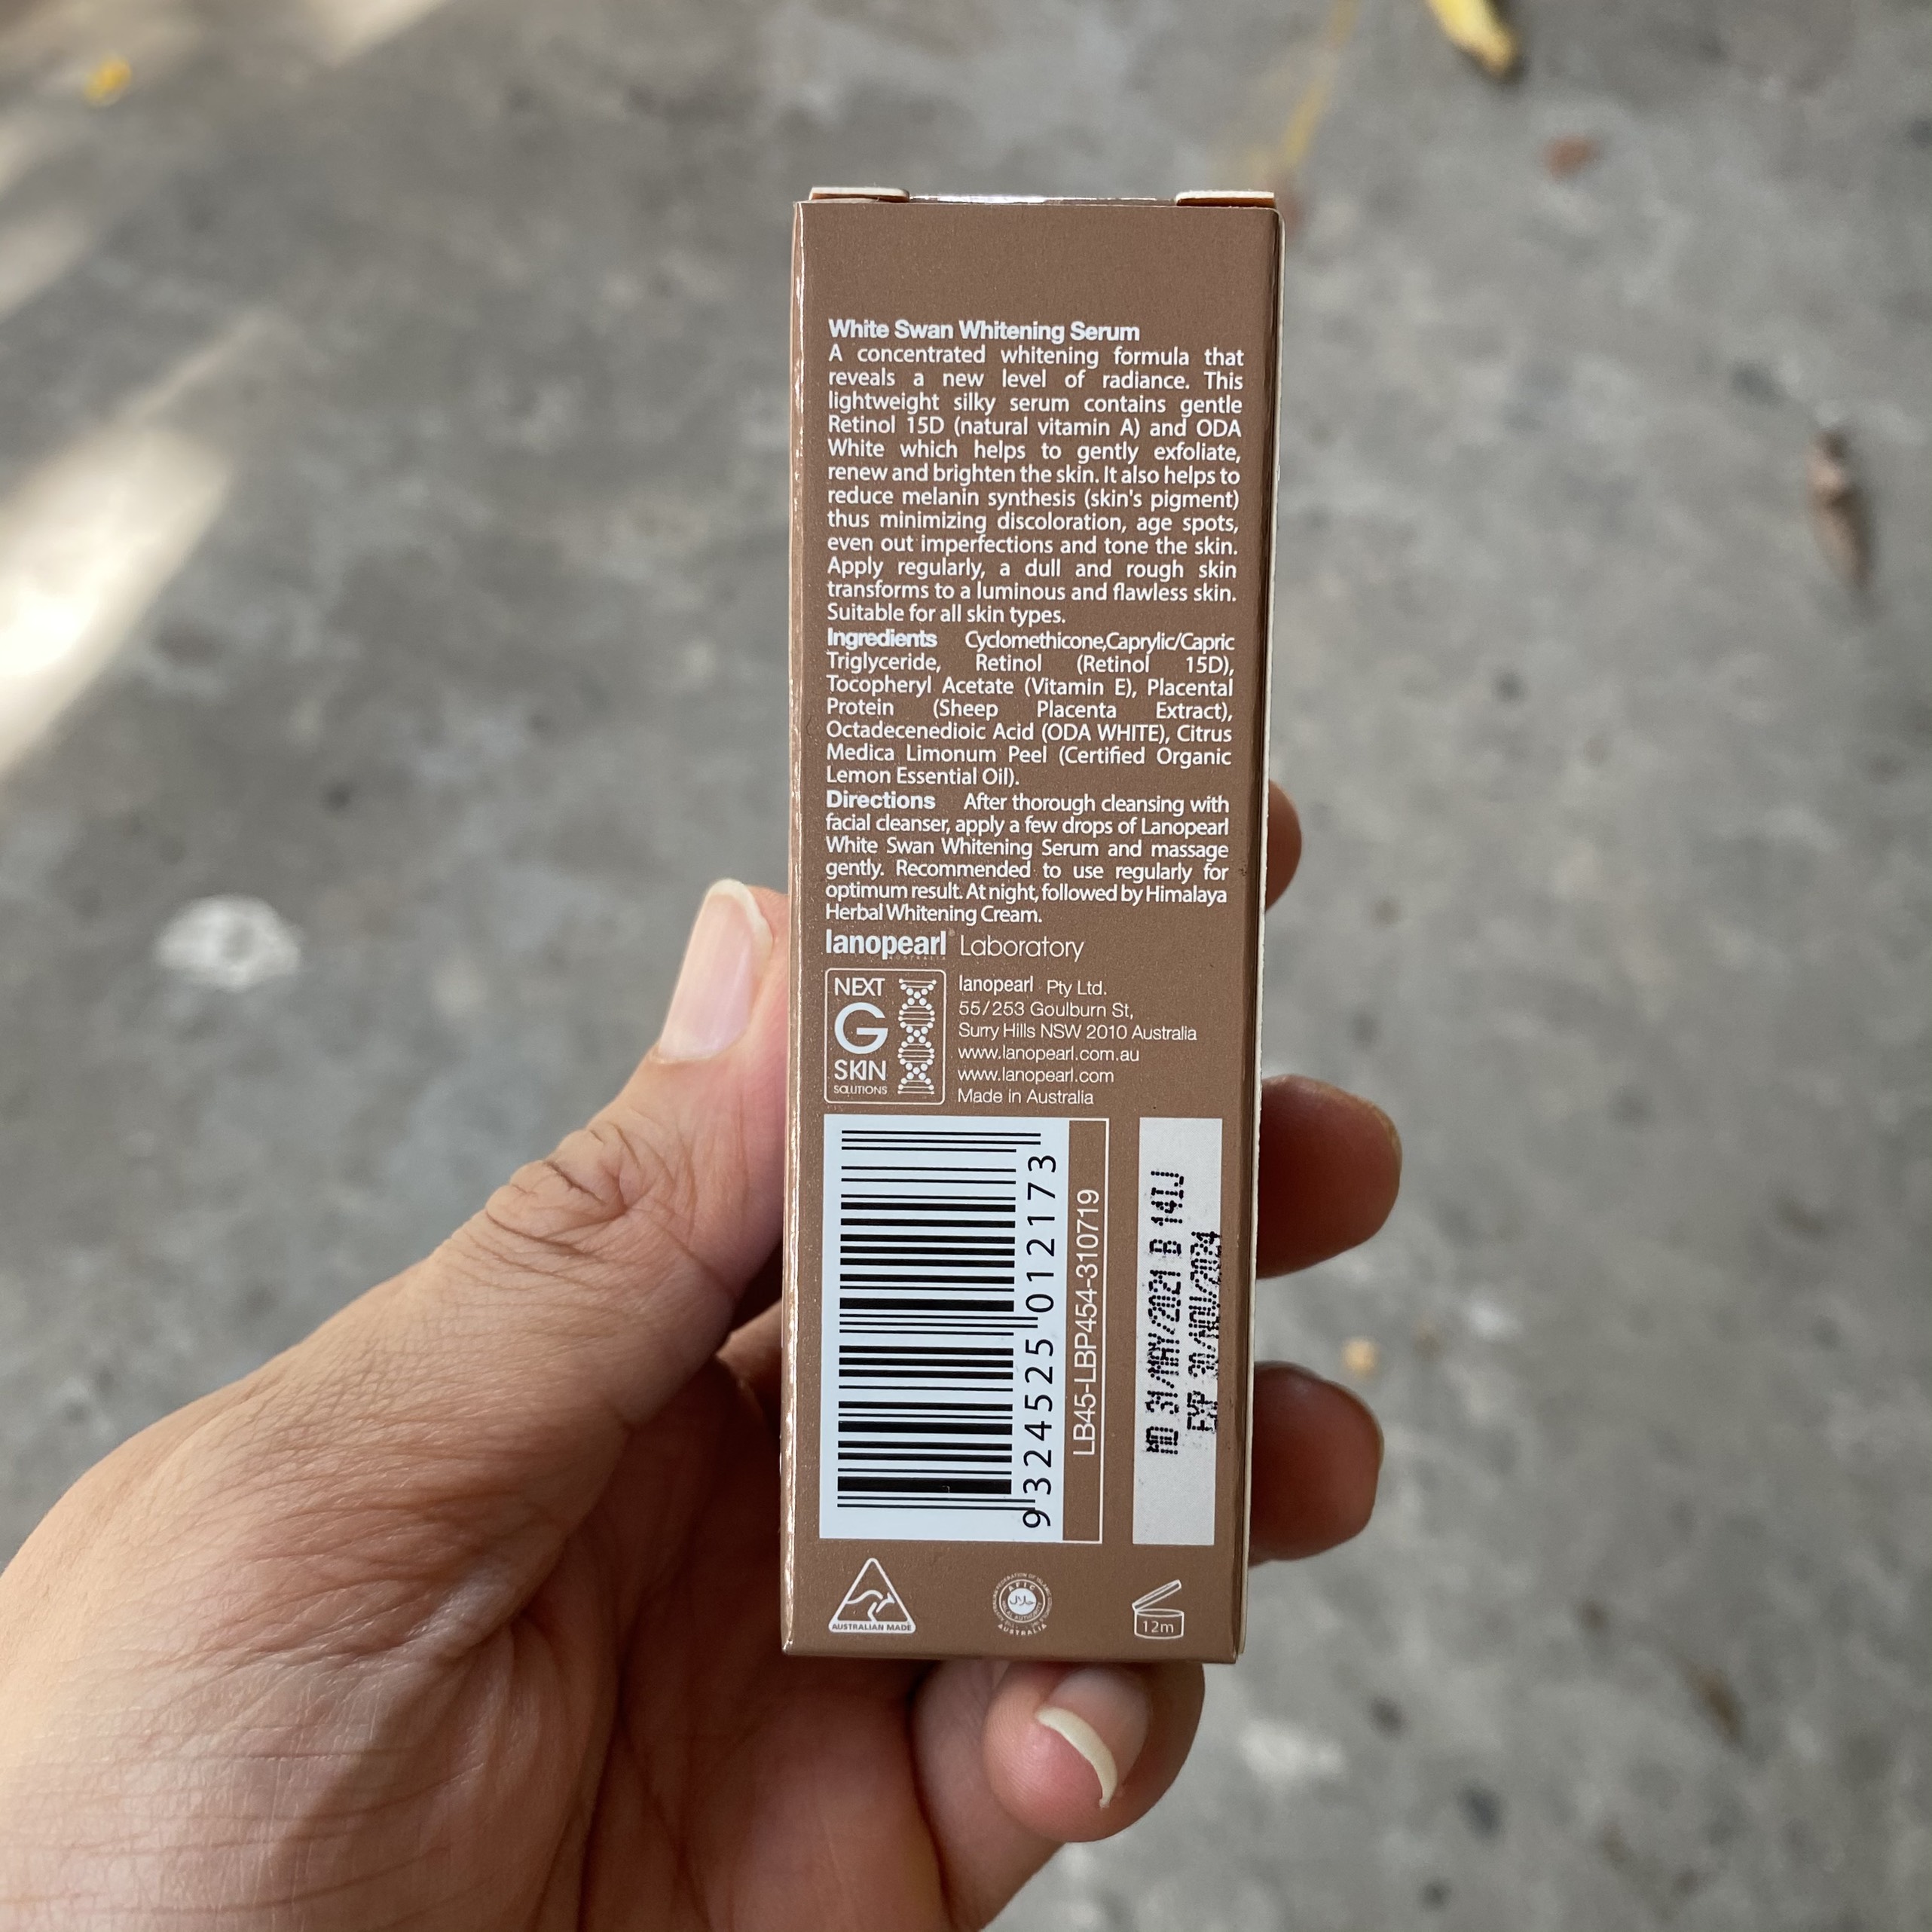 White Swan Whitening Serum
A concentrated whitening formula that
reveals a new level of radiance. This
lightweight silky serum contains gentle
Retinol 15D (natural vitamin A) and ODA
White which helps to gently exfoliate,
renew and brighten the skin. It also helps to
reduce melanin synthesis (skin's pigment)
thus minimizing discoloration, age spots,
even out imperfections and tone the skin.
Apply regularly, a dull and rough skin
transforms to a luminous and flawless skin.
Suitable for all skin types.
Ingredients Cyclomethicone,Caprylic/Capric
Triglyceride, Retinol (Retinol 15D),
Tocopheryl Acetate (Vitamin E), Placental
Protein (Sheep Placenta Extract),
Octadecenedioic Acid (ODA WHITE), Citrus
Medica Limonum Peel (Certified Organic
Lemon Essential Oil).
Directions After thorough cleansing with
facial cleanser, apply a few drops of Lanopearl
White Swan Whitening Serum and massage
gently. Recommended to use regularly for
optimum result. At night, followed by Himalaya
Herbal Whitening Cream.
lanopearl® Laboratory
AUSTRALIA
NEXT
G
SKIN
SOLUTIONS
lanopearl Pty Ltd.
55/253 Goulburn St,
Surry Hills NSW 2010 Australia
www.lanopearl.com.au
www.lanopearl.com
Made in Australia
9 324525 012173
LB45-LBP454-310719
MD 31/MAY/2021 B 14IJ
EXP 30/NOV/2024
AUSTRALIAN MADE
AFIC
حلال
AUSTRALIA
12m